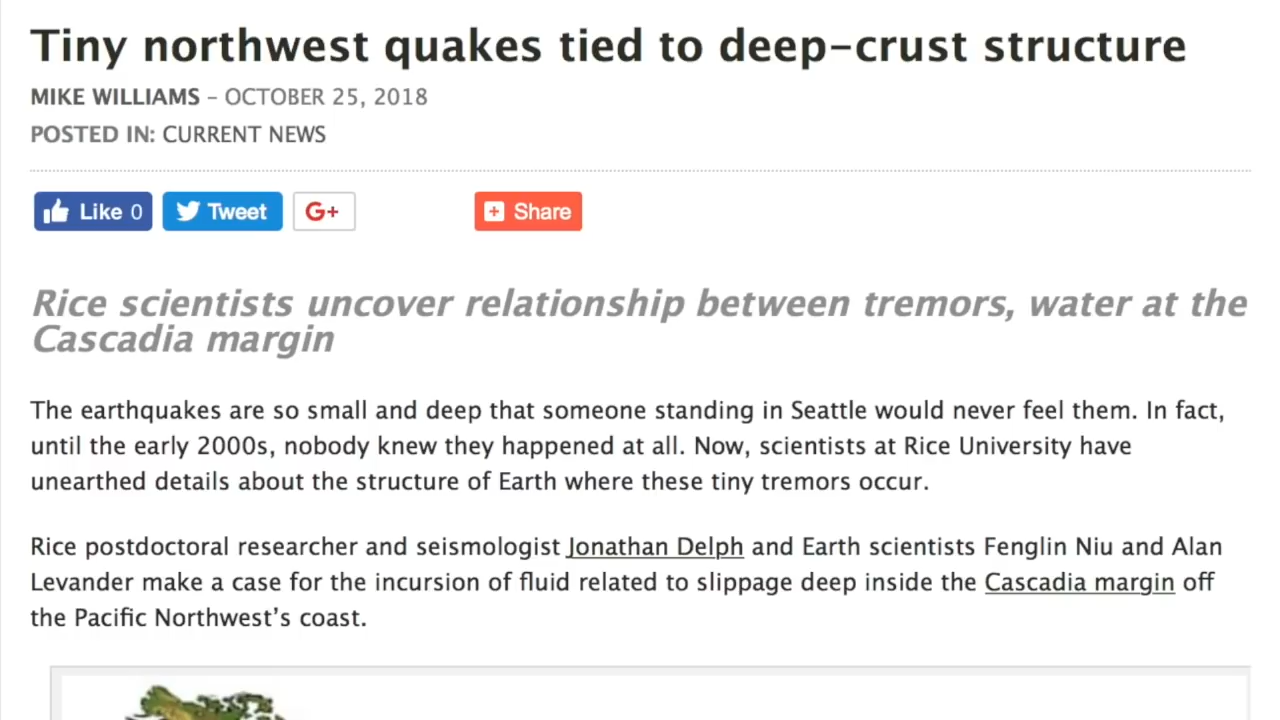 Tiny northwest quakes tied to deep-crust structure
MIKE WILLIAMS – OCTOBER 25, 2018
POSTED IN: CURRENT NEWS
Like 0 Tweet G+ Share
Rice scientists uncover relationship between tremors, water at the
Cascadia margin
The earthquakes are so small and deep that someone standing in Seattle would never feel them. In fact,
until the early 2000s, nobody knew they happened at all. Now, scientists at Rice University have
unearthed details about the structure of Earth where these tiny tremors occur.
Rice postdoctoral researcher and seismologist Jonathan Delph and Earth scientists Fenglin Niu and Alan
Levander make a case for the incursion of fluid related to slippage deep inside the Cascadia margin off
the Pacific Northwest’s coast.